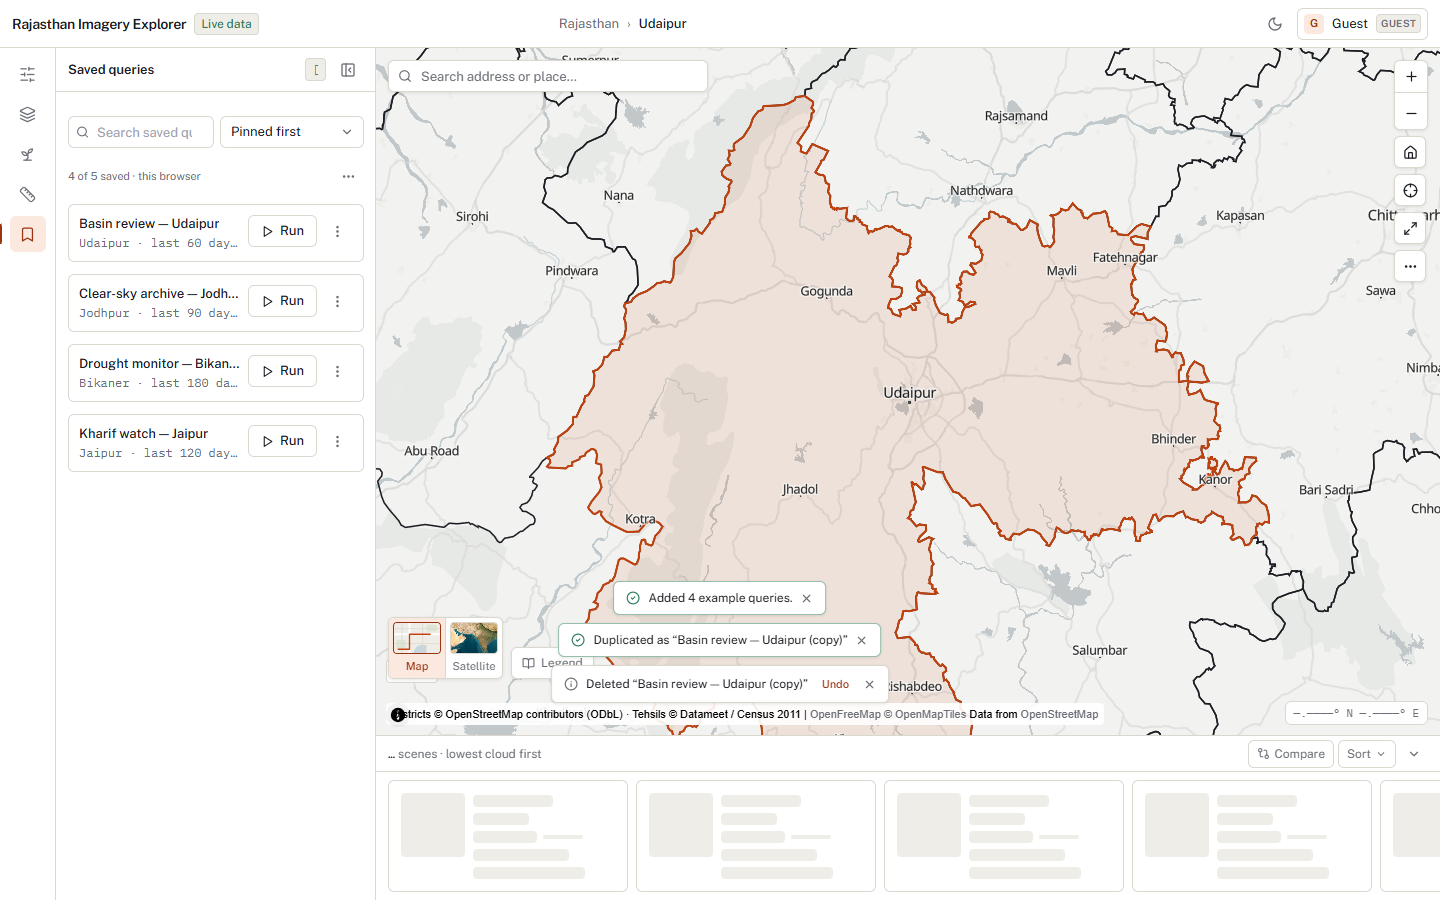 Rajasthan Imagery Explorer
Live data
Rajasthan › Udaipur
G Guest GUEST
Saved queries
[
Search saved qu
Pinned first
4 of 5 saved · this browser
Basin review — Udaipur
Udaipur · last 60 day…
Run
Clear-sky archive — Jodh…
Jodhpur · last 90 day…
Run
Drought monitor — Bikan…
Bikaner · last 180 da…
Run
Kharif watch — Jaipur
Jaipur · last 120 day…
Run
Search address or place...
Rajsamand
Nana
Nathdwara
Sirohi
Kapasan
Pindwara
Fatehnagar
Mavli
Gogunda
Sawa
Udaipur
Bhinder
Abu Road
Kanor
Jhadol
Bari Sadri
Kotra
Salumbar
Added 4 example queries.
Duplicated as “Basin review — Udaipur (copy)”
Deleted “Basin review — Udaipur (copy)” Undo
Map
Satellite
Legend
stricts © OpenStreetMap contributors (ODbL) · Tehsils © Datameet / Census 2011 | OpenFreeMap © OpenMapTiles Data from OpenStreetMap
—.————° N —.————° E
… scenes · lowest cloud first
Compare
Sort